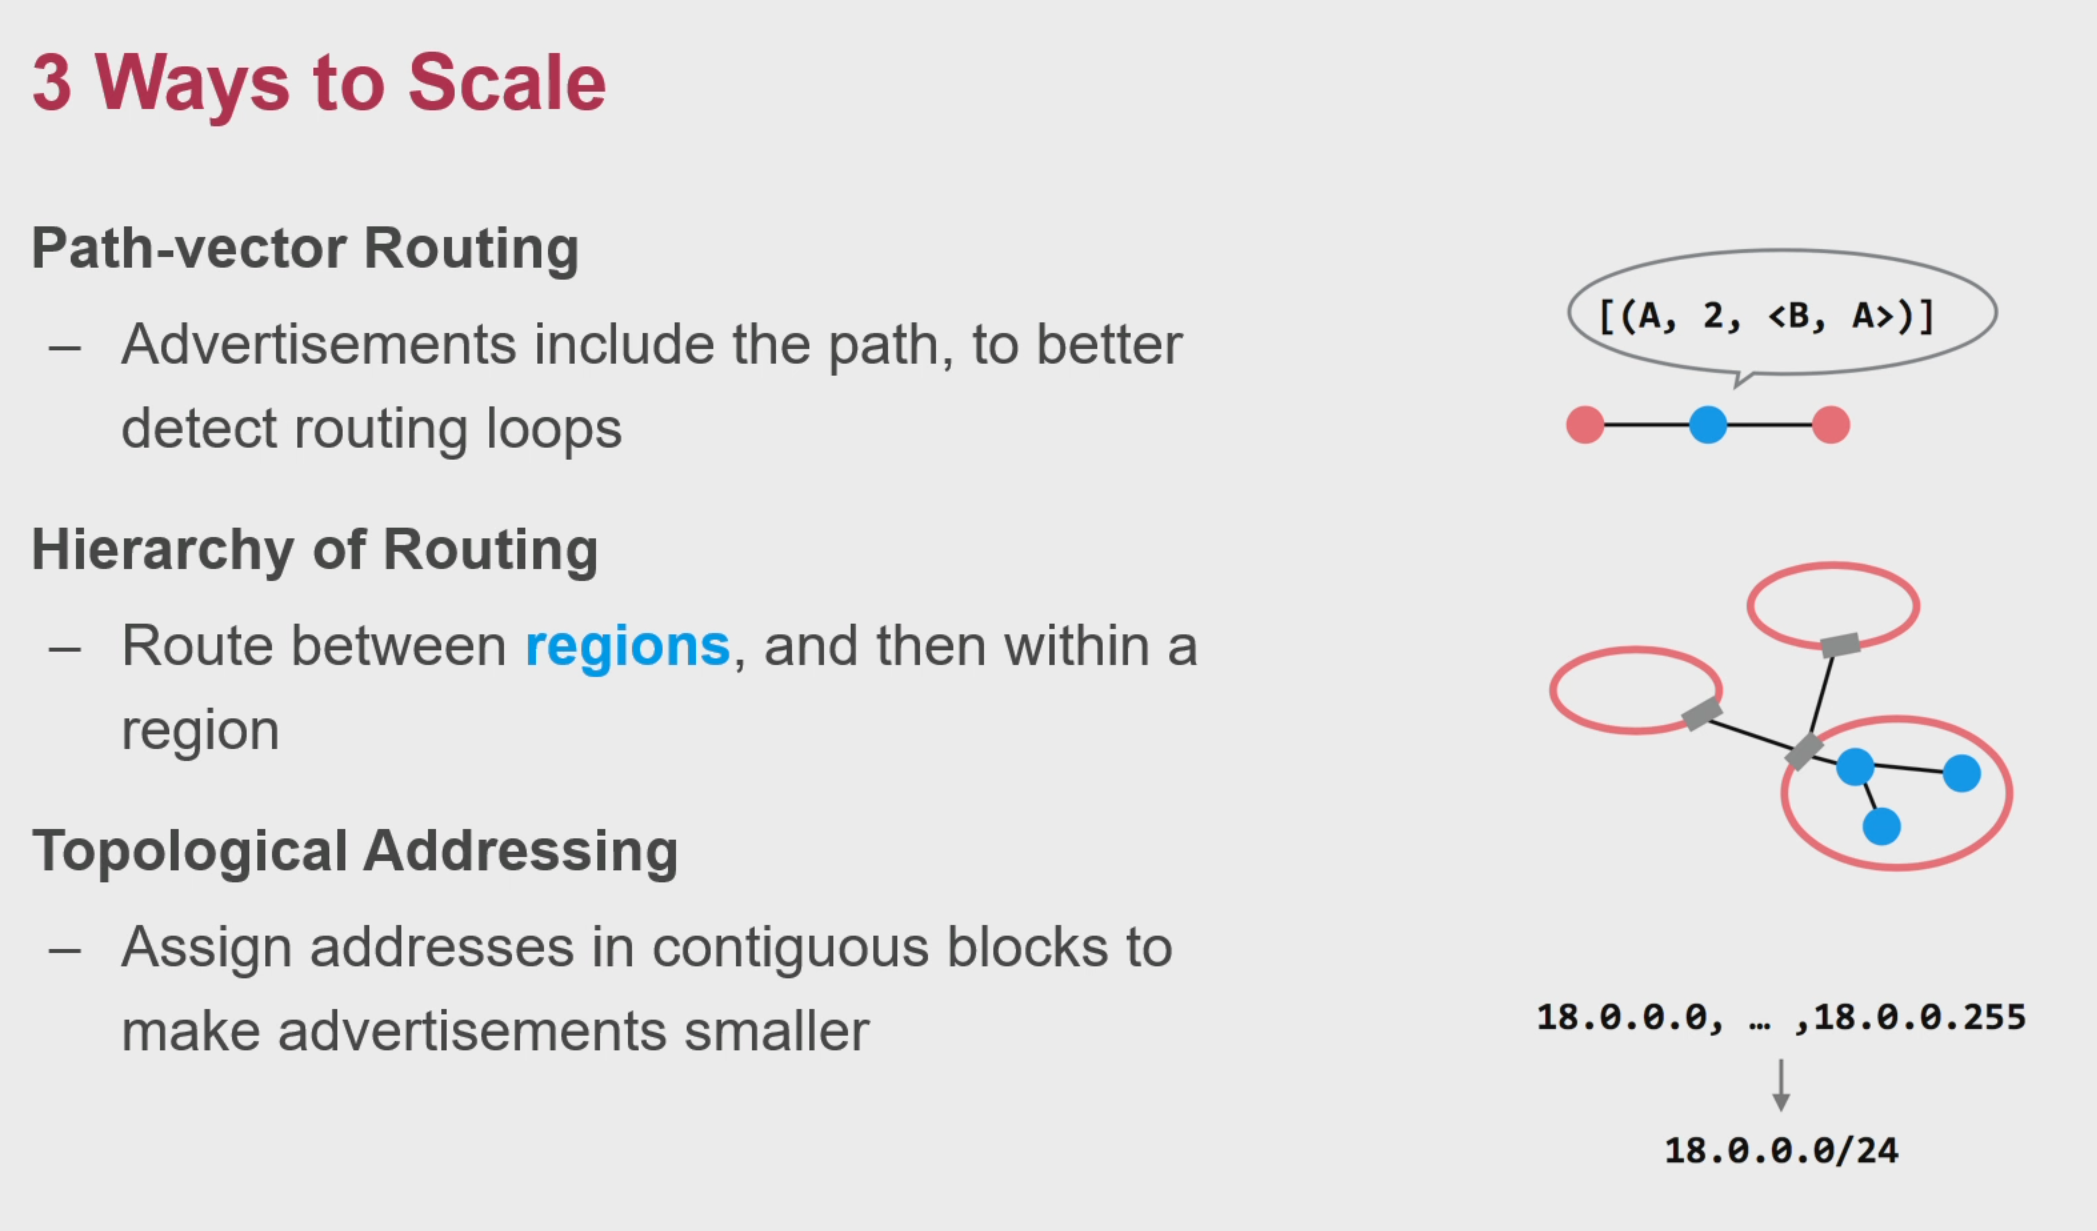 3 Ways to Scale
Path-vector Routing
– Advertisements include the path, to better
detect routing loops
[(A, 2, <B, A>)]
Hierarchy of Routing
– Route between regions, and then within a
region
Topological Addressing
– Assign addresses in contiguous blocks to
make advertisements smaller
18.0.0.0, … ,18.0.0.255
18.0.0.0/24